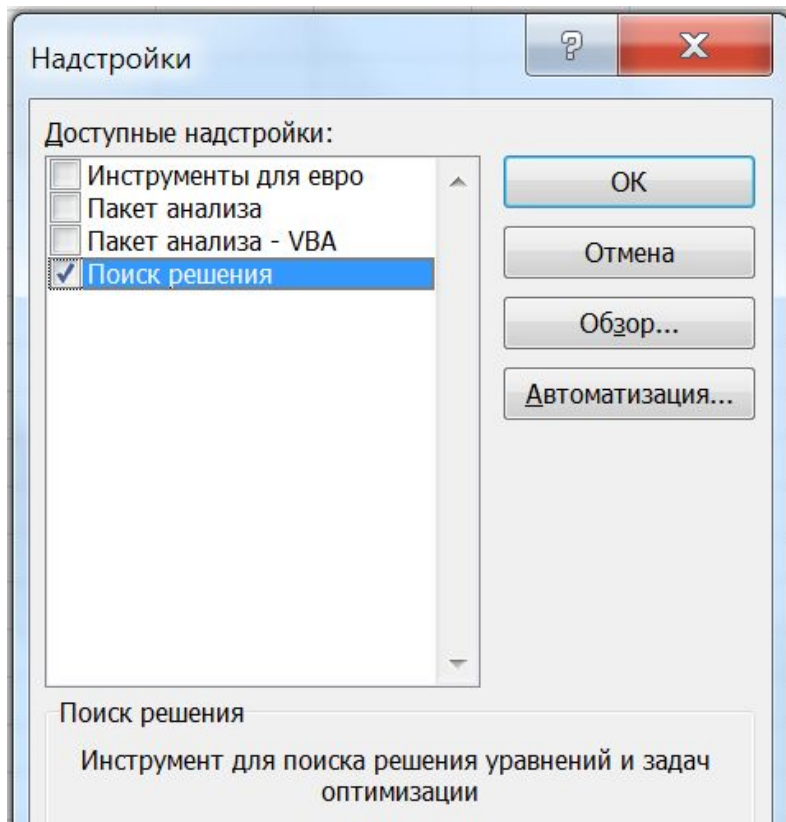 Надстройки
Доступные надстройки:
Инструменты для евро
Пакет анализа
Пакет анализа - VBA
Поиск решения
ОК
Отмена
Обзор...
Автоматизация...
Поиск решения
Инструмент для поиска решения уравнений и задач
оптимизации